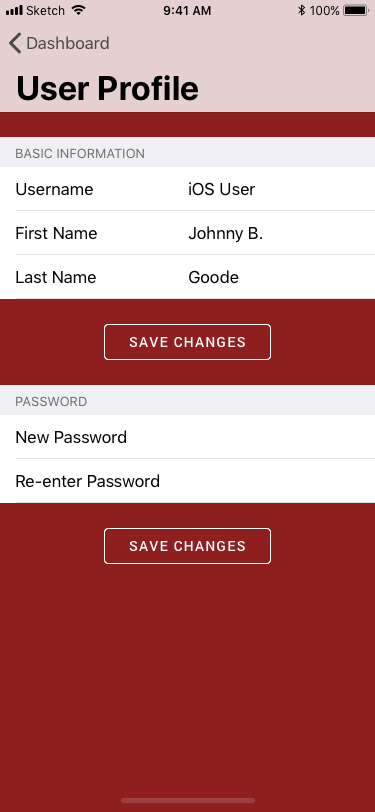 Sketch 9:41 AM 100%
Dashboard
User Profile
BASIC INFORMATION
Username iOS User
First Name Johnny B.
Last Name Goode
SAVE CHANGES
PASSWORD
New Password
Re-enter Password
SAVE CHANGES